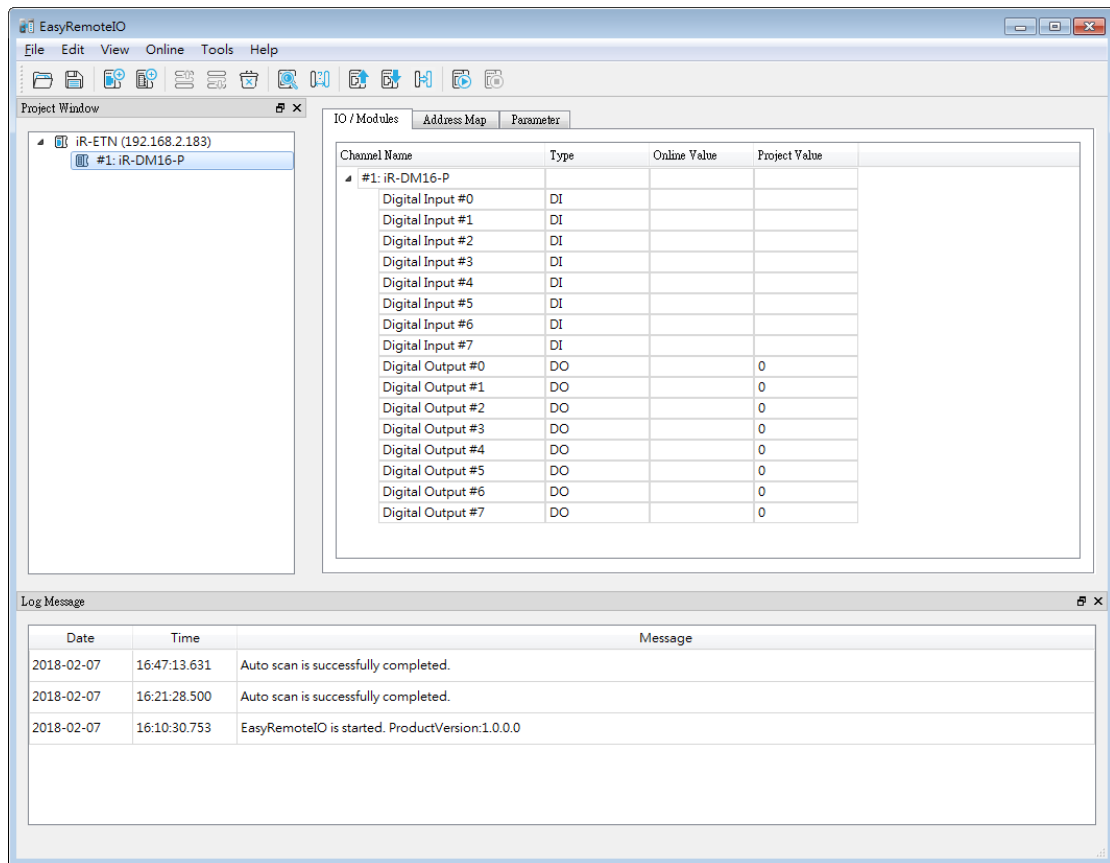 EasyRemoteIO
File Edit View Online Tools Help
Project Window
iR-ETN (192.168.2.183)
#1: iR-DM16-P
IO / Modules Address Map Parameter
Channel Name Type Online Value Project Value
#1: iR-DM16-P
Digital Input #0 DI
Digital Input #1 DI
Digital Input #2 DI
Digital Input #3 DI
Digital Input #4 DI
Digital Input #5 DI
Digital Input #6 DI
Digital Input #7 DI
Digital Output #0 DO 0
Digital Output #1 DO 0
Digital Output #2 DO 0
Digital Output #3 DO 0
Digital Output #4 DO 0
Digital Output #5 DO 0
Digital Output #6 DO 0
Digital Output #7 DO 0
Log Message
Date Time Message
2018-02-07 16:47:13.631 Auto scan is successfully completed.
2018-02-07 16:21:28.500 Auto scan is successfully completed.
2018-02-07 16:10:30.753 EasyRemoteIO is started. ProductVersion:1.0.0.0